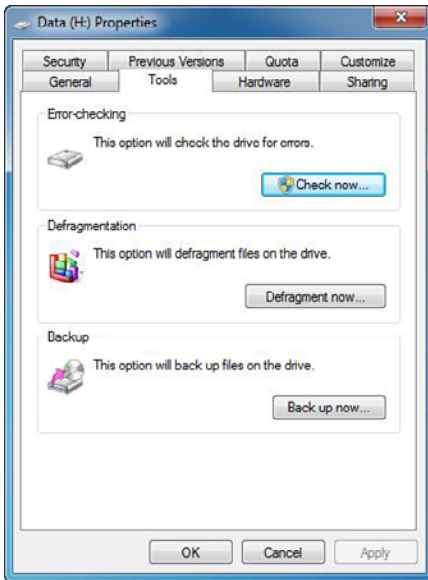 Data (H:) Properties
Security Previous Versions Quota Customize
General Tools Hardware Sharing
Error-checking
This option will check the drive for errors.
Check now...
Defragmentation
This option will defragment files on the drive.
Defragment now...
Backup
This option will back up files on the drive.
Back up now...
OK Cancel Apply